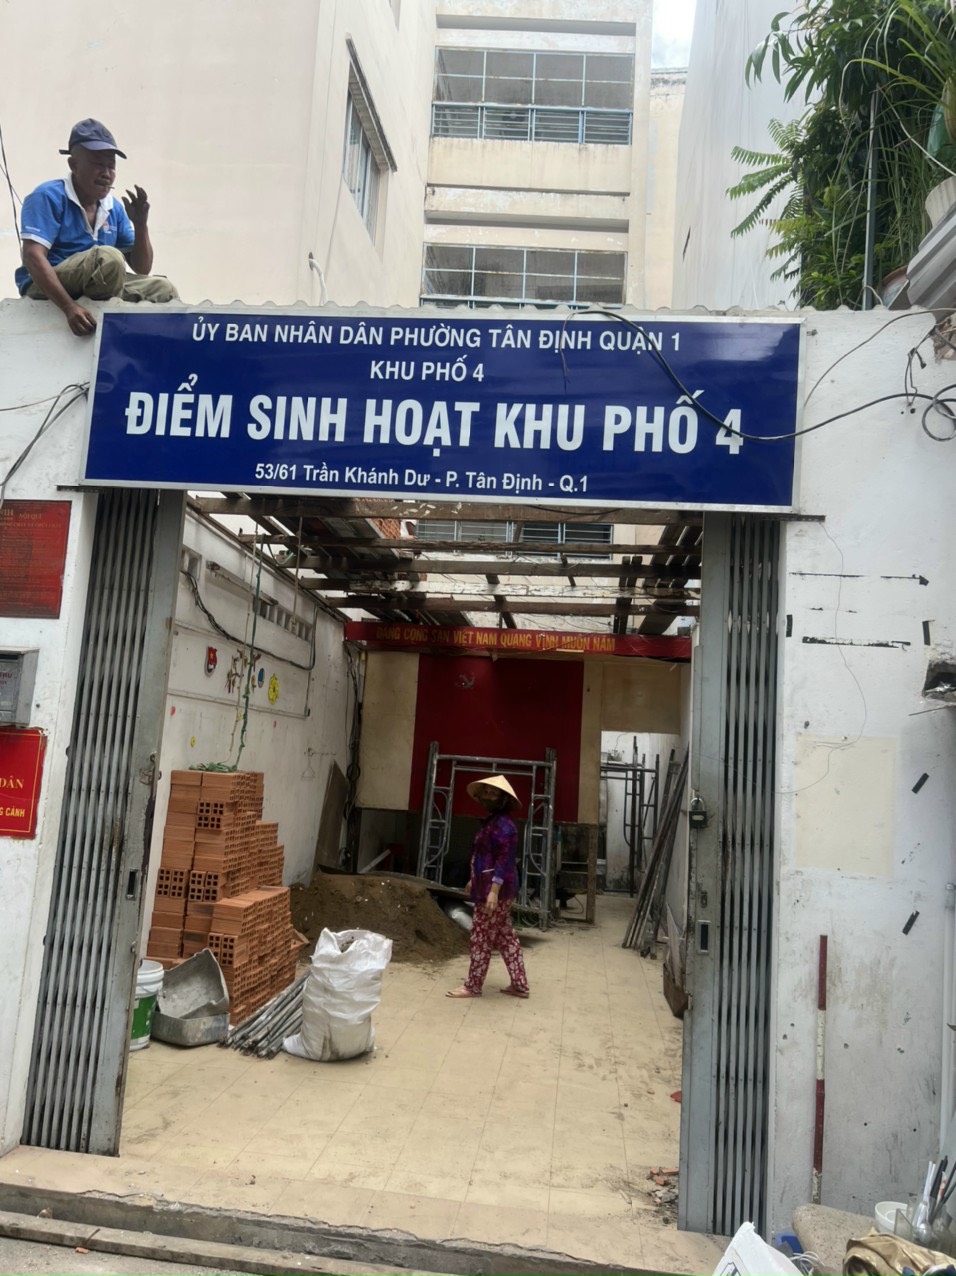 ỦY BAN NHÂN DÂN PHƯỜNG TÂN ĐỊNH QUẬN 1
KHU PHỐ 4
ĐIỂM SINH HOẠT KHU PHỐ 4
53/61 Trần Khánh Dư - P. Tân Định - Q.1
ĐẢNG CỘNG SẢN VIỆT NAM QUANG VINH MUÔN NĂM
DÂN